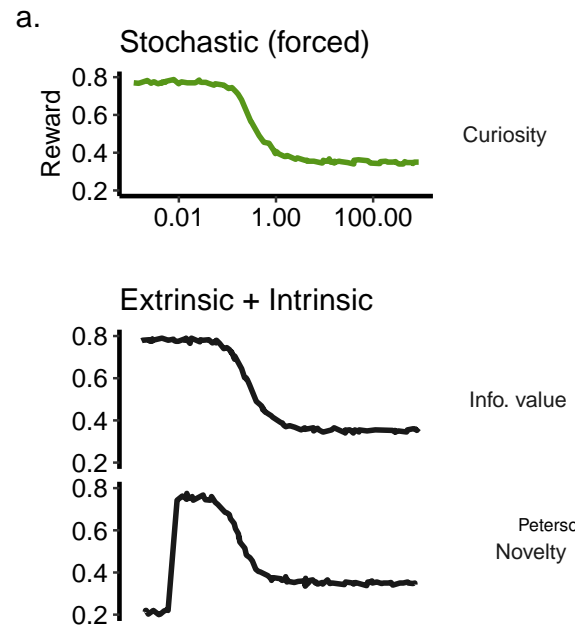 a.
Stochastic (forced)
Reward
0.8
0.6
0.4
0.2
0.01 1.00 100.00
Curiosity
Extrinsic + Intrinsic
0.8
0.6
0.4
0.2
Info. value
0.8
0.6
0.4
0.2
Peterso
Novelty